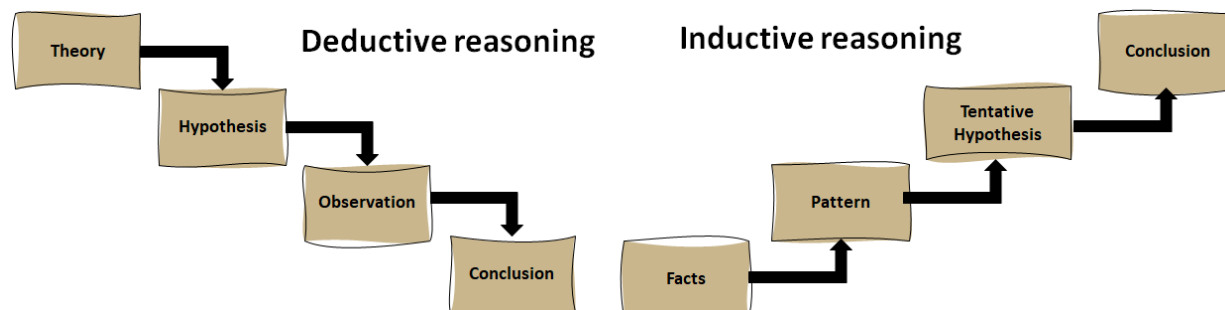 Deductive reasoning
Theory
Hypothesis
Observation
Conclusion
Inductive reasoning
Conclusion
Tentative
Hypothesis
Pattern
Facts